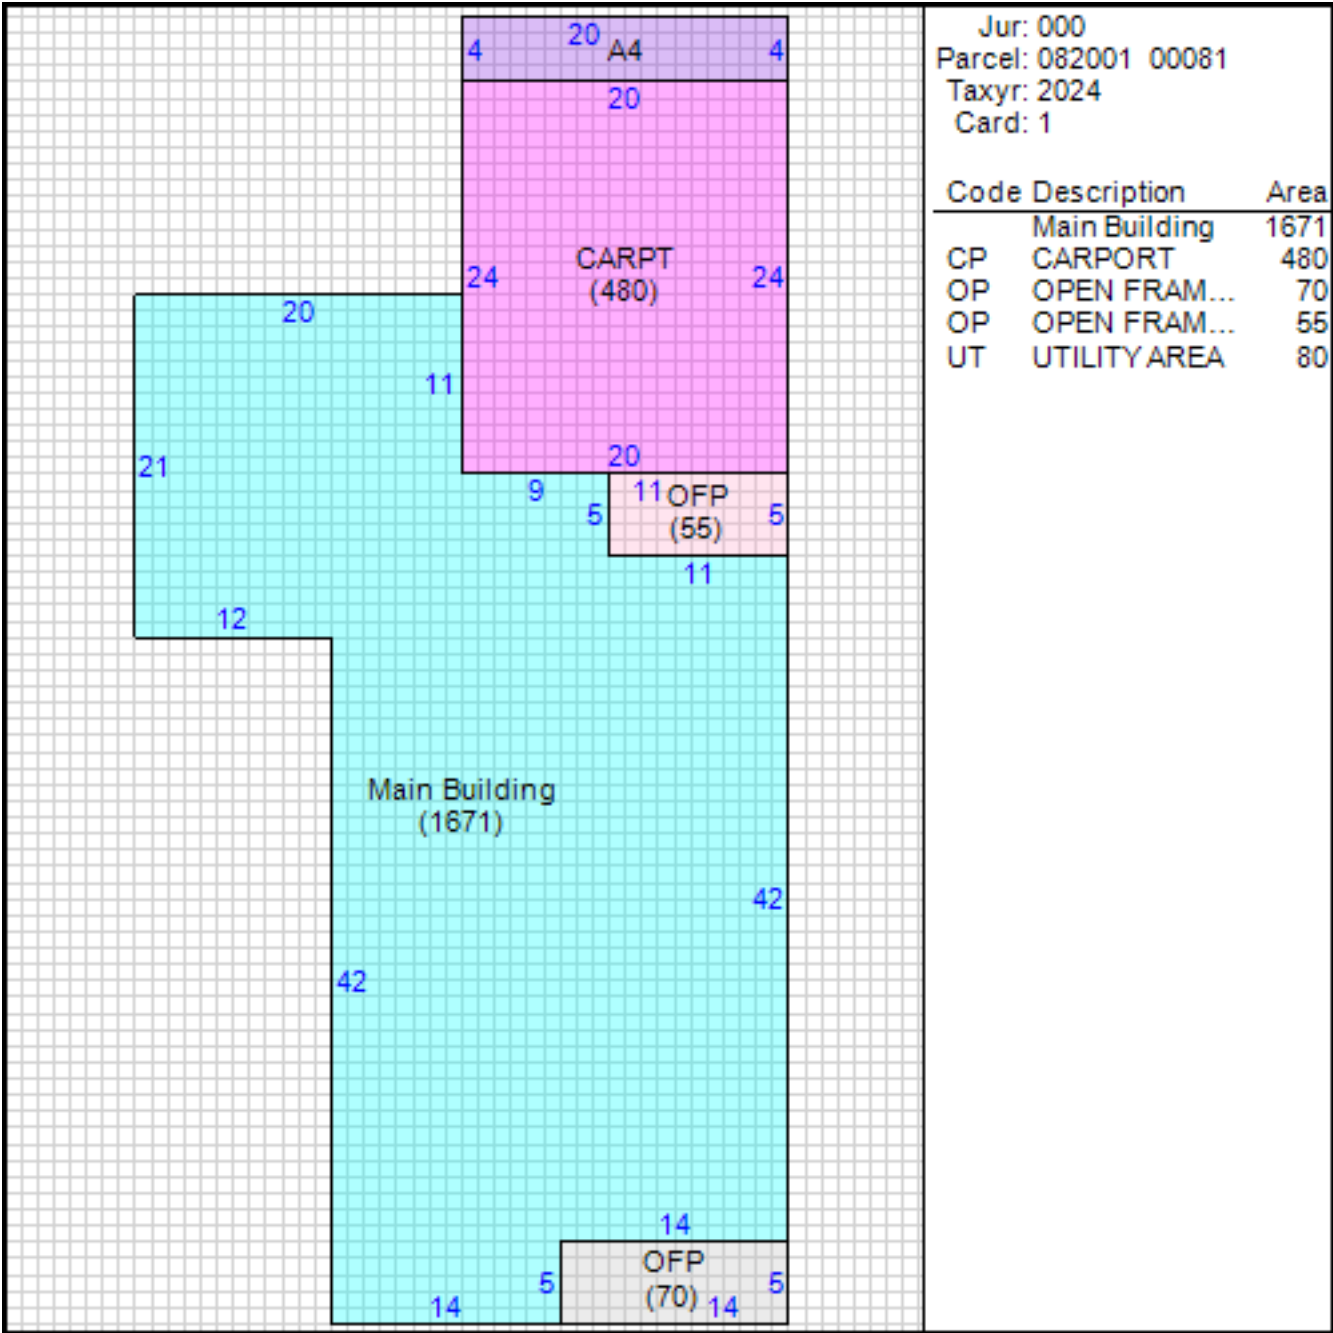 20
4 A4 4
20
CARPT
24 24
(480)
20
11
21
20
9 11 OFP
5 (55) 5
11
12
Main Building
(1671)
42
42
14
OFP
5 (70) 5
14 14
Jur: 000
Parcel: 082001 00081
Taxyr: 2024
Card: 1
Code Description Area
Main Building 1671
CP CARPORT 480
OP OPEN FRAM... 70
OP OPEN FRAM... 55
UT UTILITY AREA 80